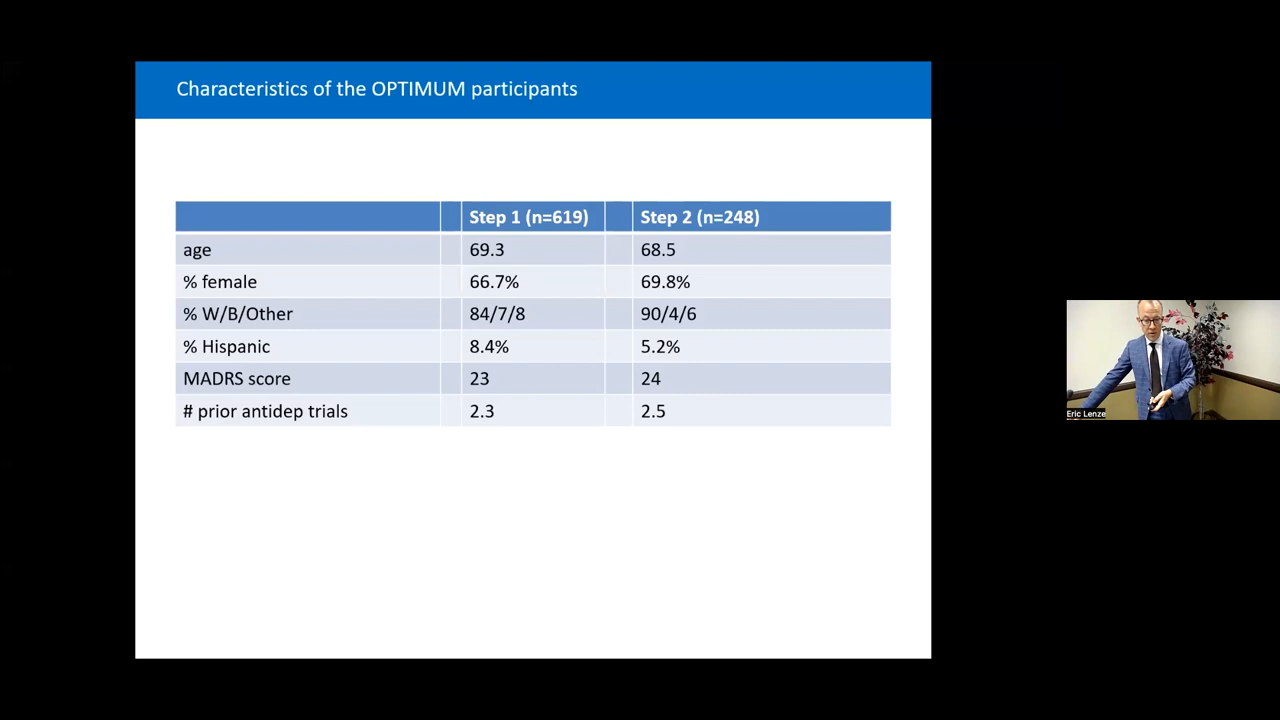 Characteristics of the OPTIMUM participants
Step 1 (n=619) Step 2 (n=248)
age 69.3 68.5
% female 66.7% 69.8%
% W/B/Other 84/7/8 90/4/6
% Hispanic 8.4% 5.2%
MADRS score 23 24
# prior antidep trials 2.3 2.5
Eric Lenze